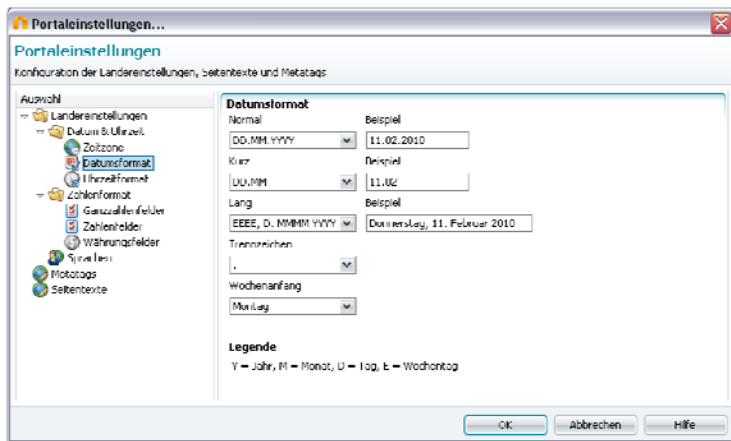 Portaleinstellungen...
Portaleinstellungen
Konfiguration der Ländereinstellungen, Seitentexte und Metatags
Auswahl
Ländereinstellungen
Datum & Uhrzeit
Zeitzone
Datumsformat
Uhrzeitformat
Zahlenformat
Ganzzahlenfelder
Zahlenfelder
Währungsfelder
Sprachen
Metatags
Seitentexte
Datumsformat
Normal Beispiel
DD.MM.YYYY 11.02.2010
Kurz Beispiel
DD.MM 11.02
Lang Beispiel
EEEE, D. MMMM YYYY Donnerstag, 11. Februar 2010
Trennzeichen
.
Wochenanfang
Montag
Legende
Y = Jahr, M = Monat, D = Tag, E = Wochentag
OK Abbrechen Hilfe